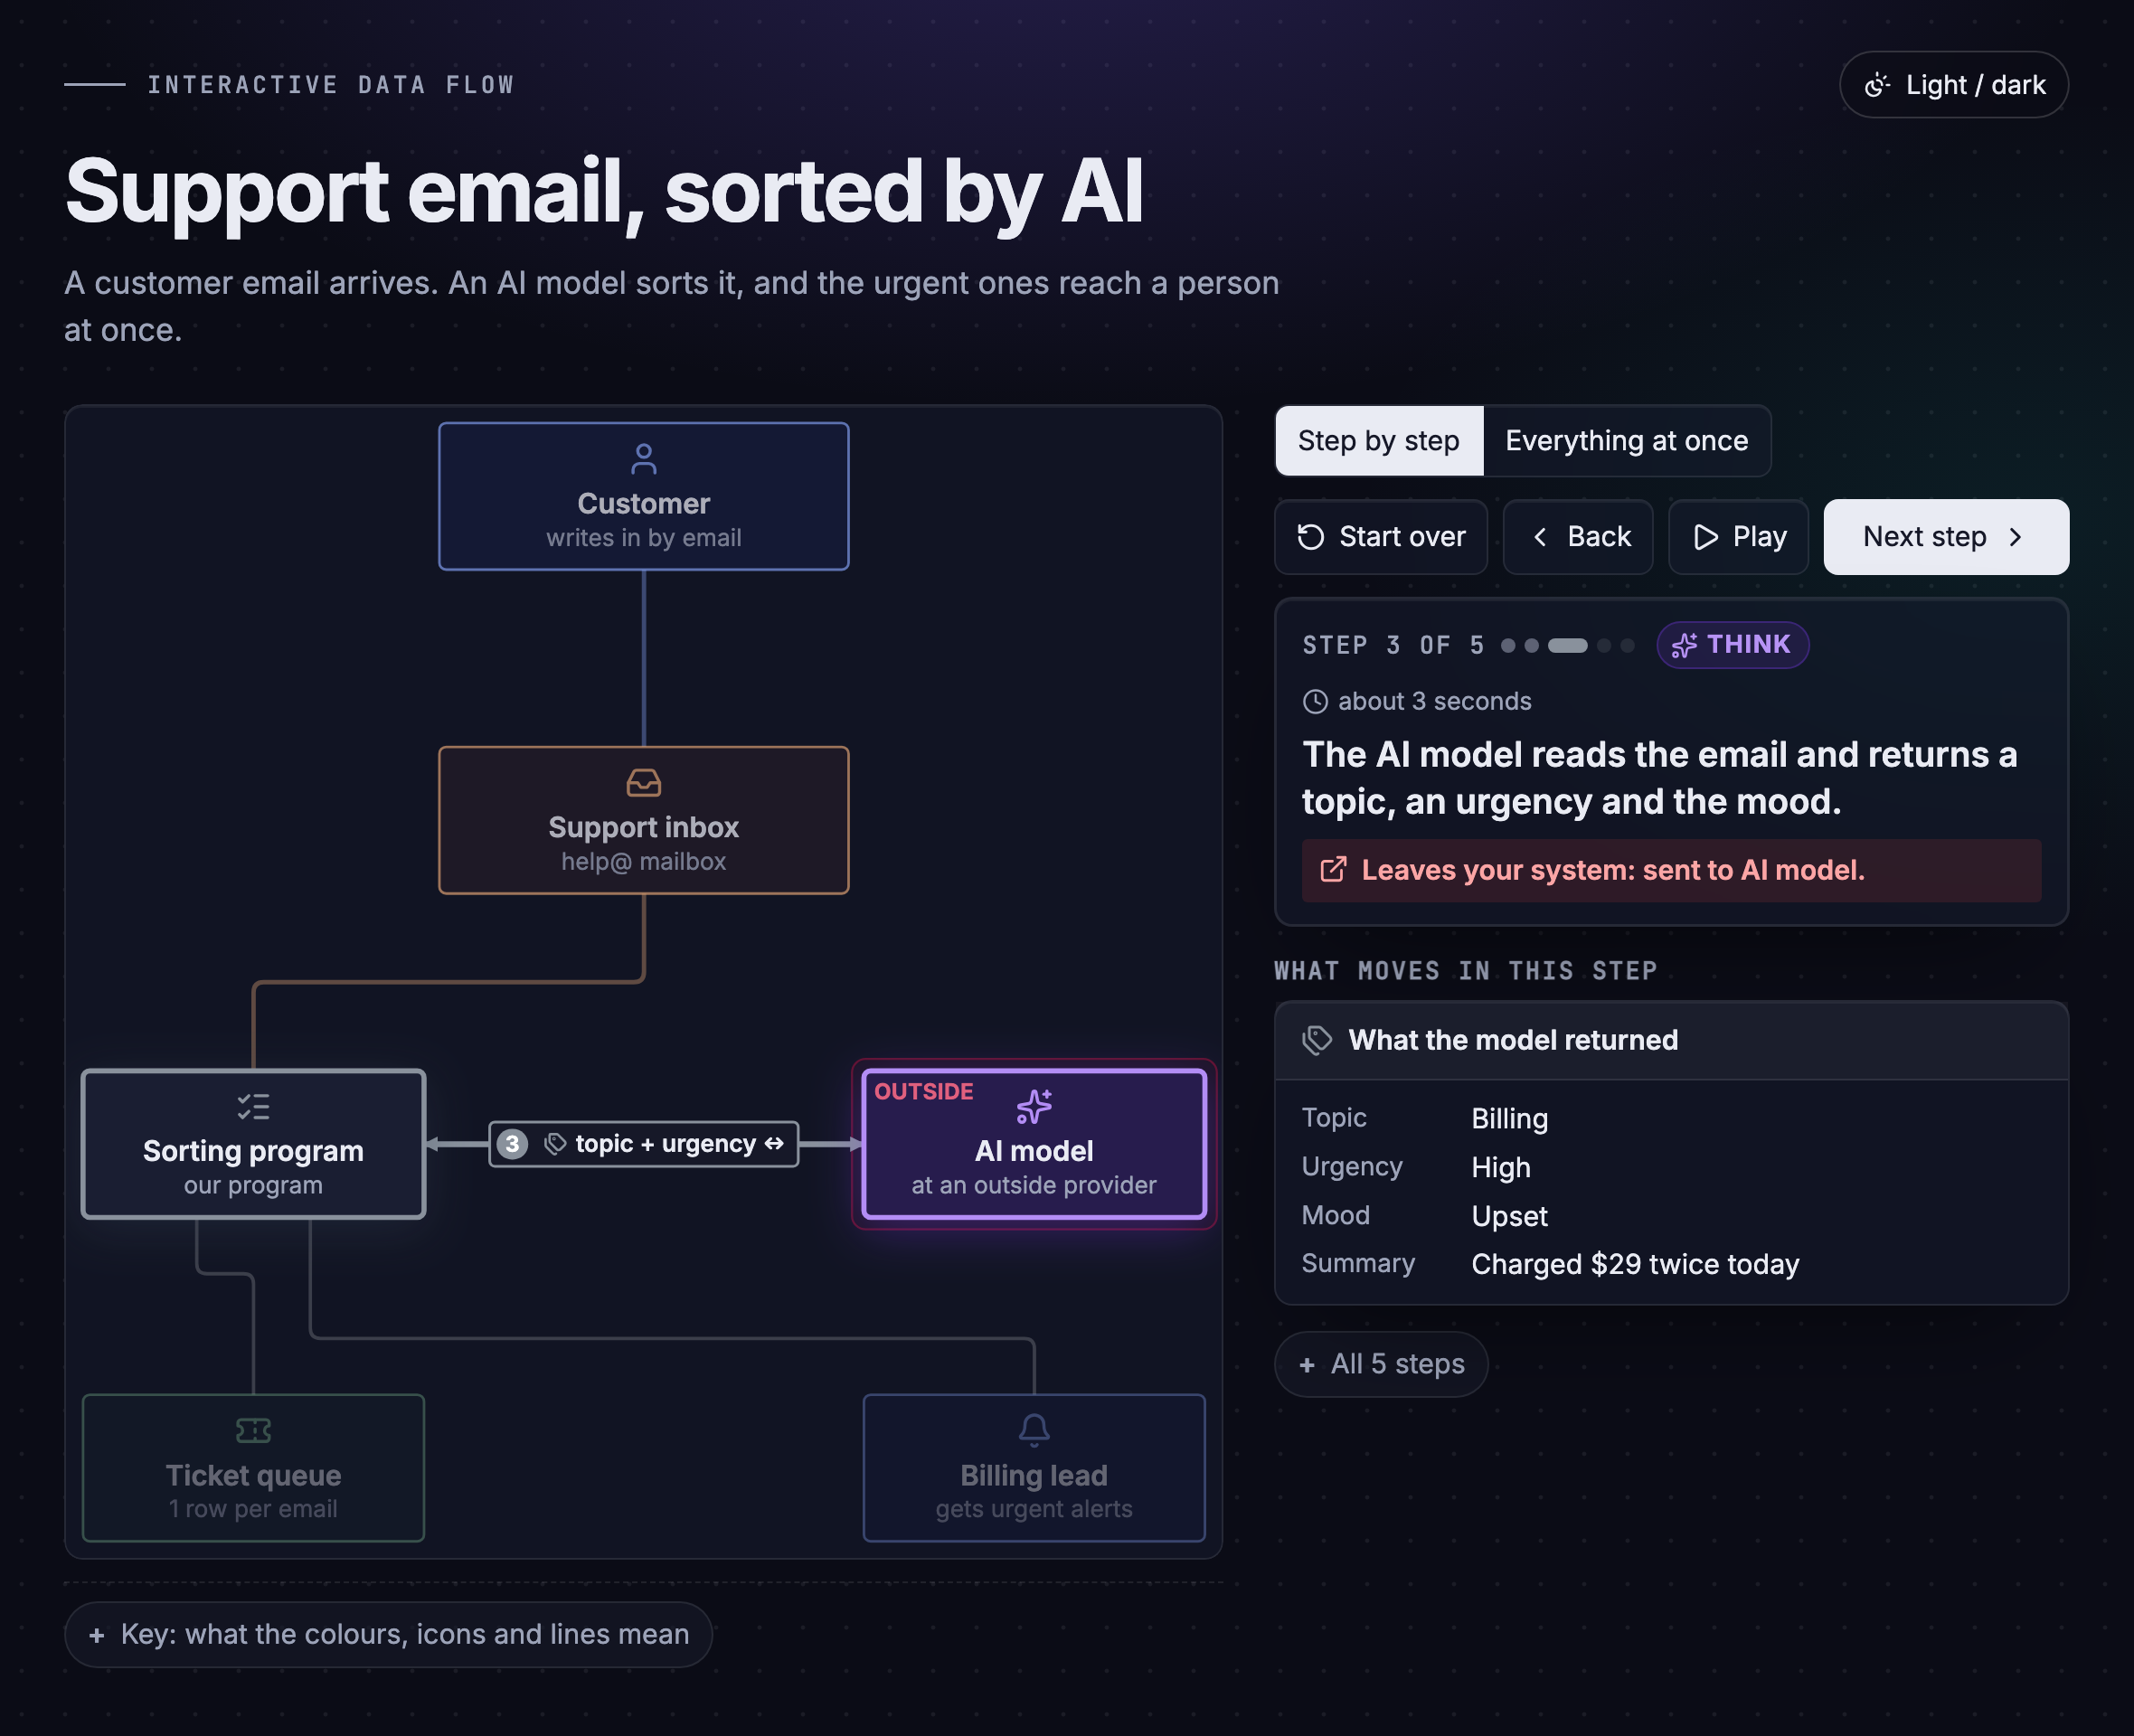 INTERACTIVE DATA FLOW
Light / dark
Support email, sorted by AI
A customer email arrives. An AI model sorts it, and the urgent ones reach a person
at once.
Customer
writes in by email
Support inbox
help@ mailbox
Sorting program
our program
3 topic + urgency ↔
OUTSIDE
AI model
at an outside provider
Ticket queue
1 row per email
Billing lead
gets urgent alerts
+ Key: what the colours, icons and lines mean
Step by step
Everything at once
Start over
Back
Play
Next step
STEP 3 OF 5
THINK
about 3 seconds
The AI model reads the email and returns a
topic, an urgency and the mood.
Leaves your system: sent to AI model.
WHAT MOVES IN THIS STEP
What the model returned
Topic Billing
Urgency High
Mood Upset
Summary Charged $29 twice today
+ All 5 steps